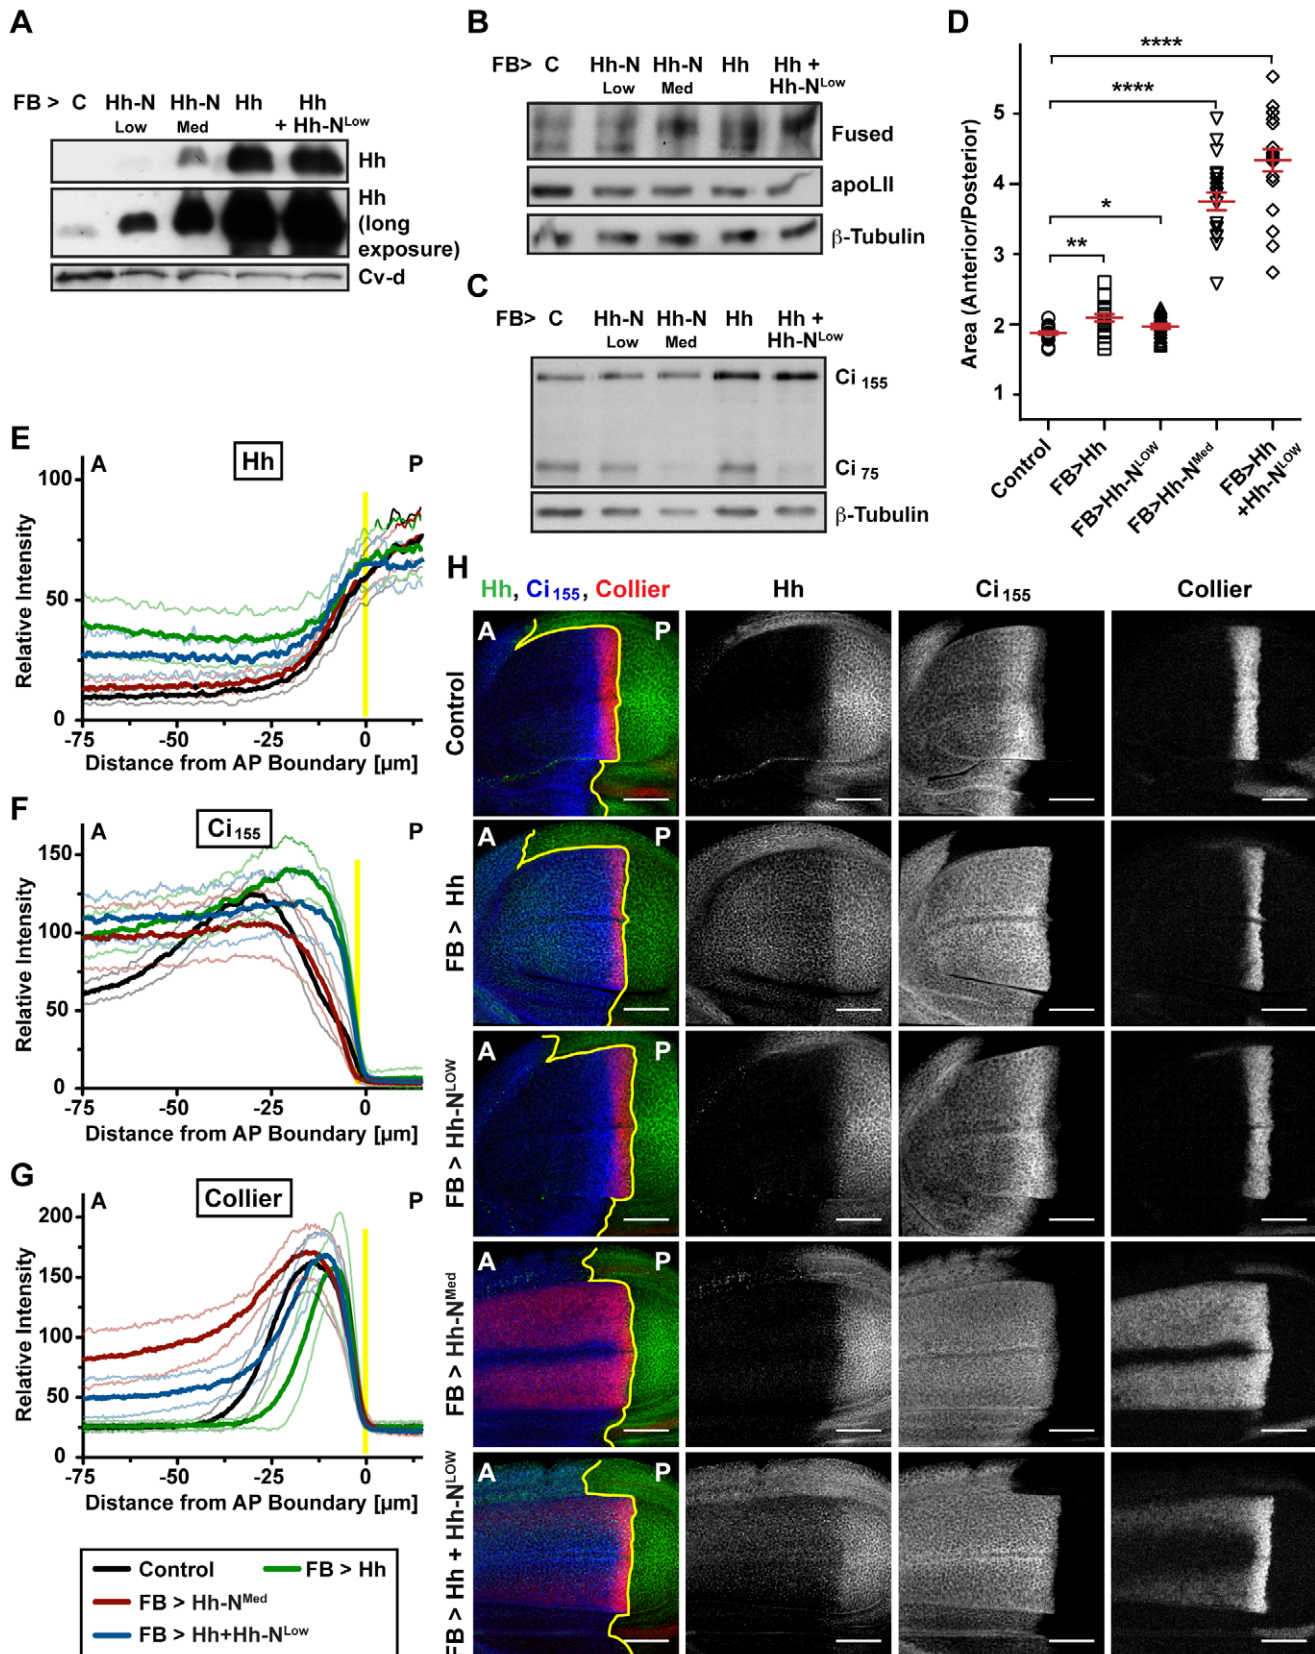 A
FB > C Hh-N Low Hh-N Med Hh Hh + Hh-NLow
Hh
Hh (long exposure)
Cv-d
B
FB> C Hh-N Low Hh-N Med Hh Hh + Hh-NLow
Fused
apoLII
β-Tubulin
C
FB> C Hh-N Low Hh-N Med Hh Hh + Hh-NLow
Ci 155
Ci 75
β-Tubulin
D
Area (Anterior/Posterior)
5
4
3
2
1
****
****
*
**
Control
FB>Hh
FB>Hh-NLOW
FB>Hh-NMed
FB>Hh +Hh-NLOW
E
Hh
A P
Relative Intensity
100
50
0
-75 -50 -25 0
Distance from AP Boundary [µm]
F
Ci155
A P
Relative Intensity
150
100
50
0
-75 -50 -25 0
Distance from AP Boundary [µm]
G
Collier
A P
Relative Intensity
200
150
100
50
0
-75 -50 -25 0
Distance from AP Boundary [µm]
Control FB > Hh
FB > Hh-NMed
FB > Hh+Hh-NLow
H
Hh, Ci155, Collier Hh Ci155 Collier
Control
A P
FB > Hh
A P
FB > Hh-NLOW
A P
FB > Hh-NMed
A P
FB > Hh + Hh-NLOW
A P